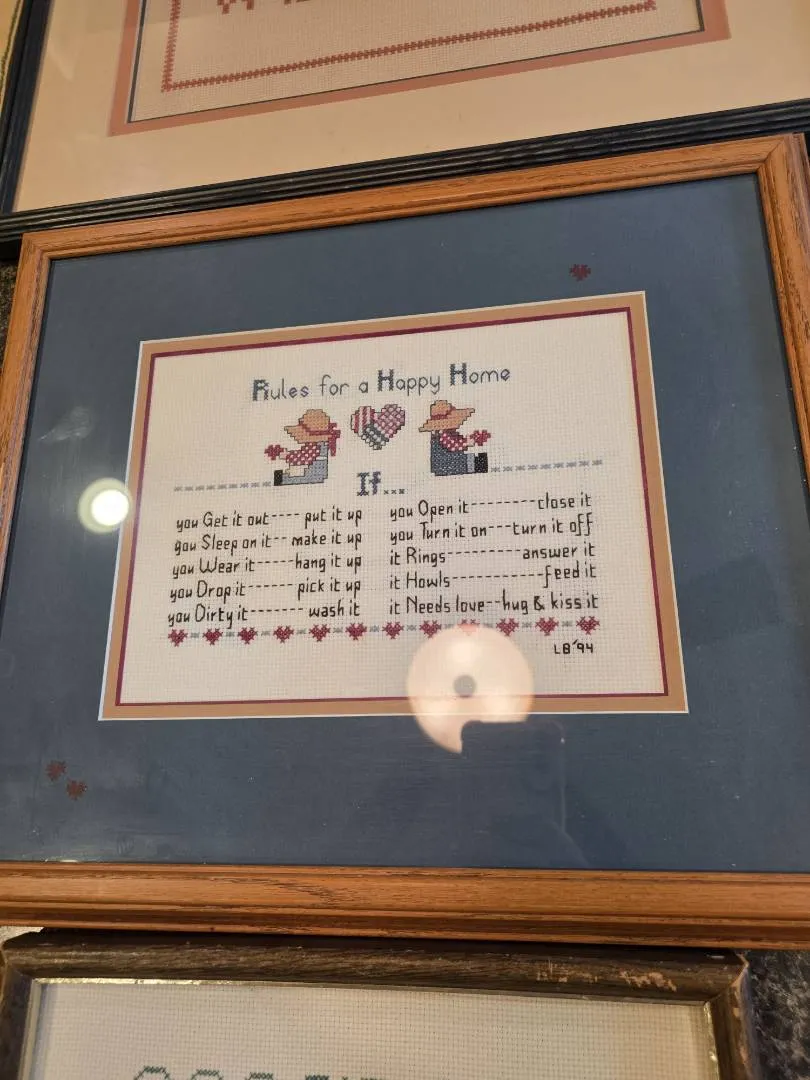 Rules for a Happy Home
If...
you Get it out---- put it up
you Sleep on it-- make it up
you Wear it-----hang it up
you Drop it------ pick it up
you Dirty it------- wash it
you Open it--------close it
you Turn it on---turn it off
it Rings---------answer it
it Howls-----------feed it
it Needs love--hug & kiss it
LB'94